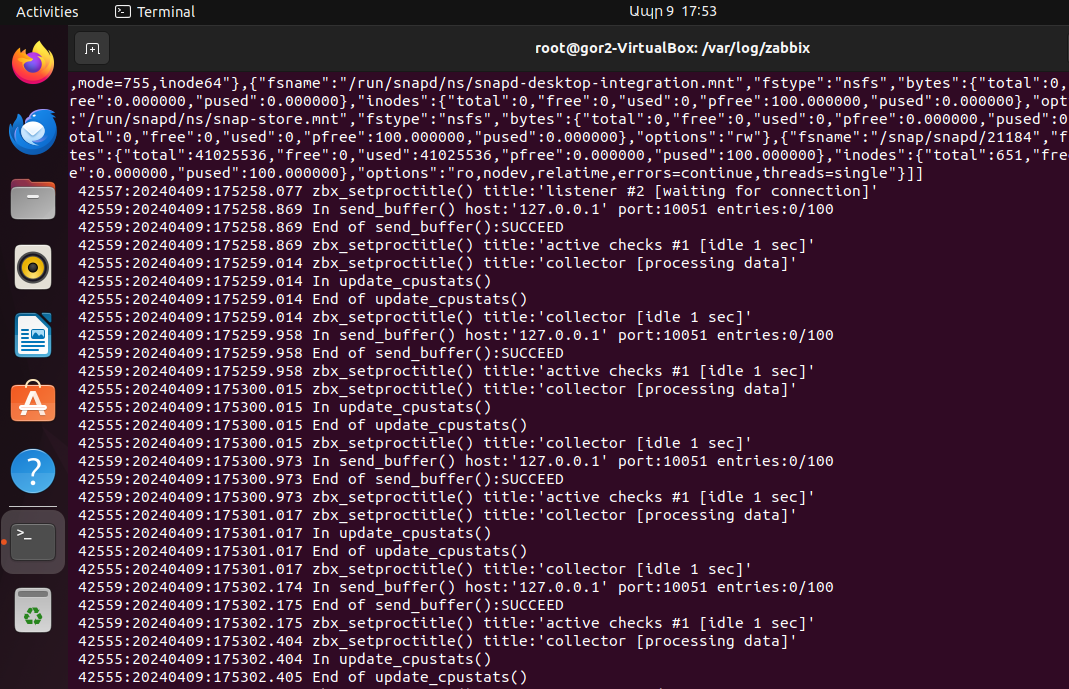 Activities
Terminal
Ապր 9 17:53
root@gor2-VirtualBox: /var/log/zabbix
,mode=755,inode64"},{"fsname":"/run/snapd/ns/snapd-desktop-integration.mnt","fstype":"nsfs","bytes":{"total":0,
ree":0.000000,"pused":0.000000},"inodes":{"total":0,"free":0,"used":0,"pfree":100.000000,"pused":0.000000},"opt
:"/run/snapd/ns/snap-store.mnt","fstype":"nsfs","bytes":{"total":0,"free":0,"used":0,"pfree":0.000000,"pused":0
otal":0,"free":0,"used":0,"pfree":100.000000,"pused":0.000000},"options":"rw"},{"fsname":"/snap/snapd/21184","f
tes":{"total":41025536,"free":0,"used":41025536,"pfree":0.000000,"pused":100.000000},"inodes":{"total":651,"fre
e":0.000000,"pused":100.000000},"options":"ro,nodev,relatime,errors=continue,threads=single"}]]
42557:20240409:175258.077 zbx_setproctitle() title:'listener #2 [waiting for connection]'
42559:20240409:175258.869 In send_buffer() host:'127.0.0.1' port:10051 entries:0/100
42559:20240409:175258.869 End of send_buffer():SUCCEED
42559:20240409:175258.869 zbx_setproctitle() title:'active checks #1 [idle 1 sec]'
42555:20240409:175259.014 zbx_setproctitle() title:'collector [processing data]'
42555:20240409:175259.014 In update_cpustats()
42555:20240409:175259.014 End of update_cpustats()
42555:20240409:175259.014 zbx_setproctitle() title:'collector [idle 1 sec]'
42559:20240409:175259.958 In send_buffer() host:'127.0.0.1' port:10051 entries:0/100
42559:20240409:175259.958 End of send_buffer():SUCCEED
42559:20240409:175259.958 zbx_setproctitle() title:'active checks #1 [idle 1 sec]'
42555:20240409:175300.015 zbx_setproctitle() title:'collector [processing data]'
42555:20240409:175300.015 In update_cpustats()
42555:20240409:175300.015 End of update_cpustats()
42555:20240409:175300.015 zbx_setproctitle() title:'collector [idle 1 sec]'
42559:20240409:175300.973 In send_buffer() host:'127.0.0.1' port:10051 entries:0/100
42559:20240409:175300.973 End of send_buffer():SUCCEED
42559:20240409:175300.973 zbx_setproctitle() title:'active checks #1 [idle 1 sec]'
42555:20240409:175301.017 zbx_setproctitle() title:'collector [processing data]'
42555:20240409:175301.017 In update_cpustats()
42555:20240409:175301.017 End of update_cpustats()
42555:20240409:175301.017 zbx_setproctitle() title:'collector [idle 1 sec]'
42559:20240409:175302.174 In send_buffer() host:'127.0.0.1' port:10051 entries:0/100
42559:20240409:175302.175 End of send_buffer():SUCCEED
42559:20240409:175302.175 zbx_setproctitle() title:'active checks #1 [idle 1 sec]'
42555:20240409:175302.404 zbx_setproctitle() title:'collector [processing data]'
42555:20240409:175302.404 In update_cpustats()
42555:20240409:175302.405 End of update_cpustats()